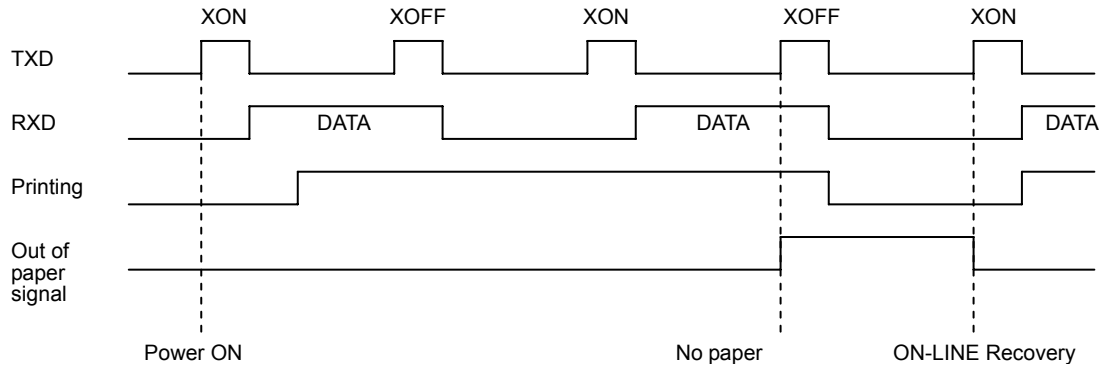 XON XOFF XON XOFF XON
TXD
RXD
DATA DATA DATA
Printing
Out of
paper
signal
Power ON No paper ON-LINE Recovery